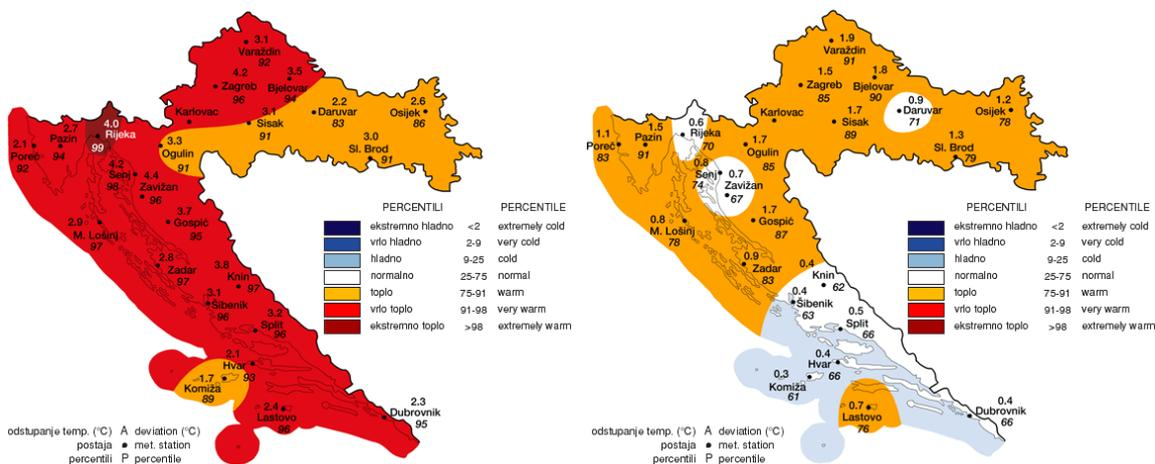 3.1
Varaždin
92
4.2
Zagreb
96
3.5
Bjelovar
94
Karlovac
3.1
Sisak
91
2.2
Daruvar
83
2.6
Osijek
86
3.0
Sl. Brod
91
3.3
Ogulin
91
4.0
Rijeka
99
2.7
Pazin
94
2.1
Poreč
92
4.2
Senj
98
4.4
Zavižan
96
2.9
M. Lošinj
97
3.7
Gospić
95
2.8
Zadar
97
3.8
Knin
97
3.1
Šibenik
96
3.2
Split
96
2.1
Hvar
93
1.7
Komiža
89
2.4
Lastovo
96
2.3
Dubrovnik
95
PERCENTILI PERCENTILE
ekstremno hladno <2 extremely cold
vrlo hladno 2-9 very cold
hladno 9-25 cold
normalno 25-75 normal
toplo 75-91 warm
vrlo toplo 91-98 very warm
ekstremno toplo >98 extremely warm
odstupanje temp. (°C) A deviation (°C)
postaja met. station
percentili P percentile
1.9
Varaždin
91
1.5
Zagreb
85
1.8
Bjelovar
90
Karlovac
1.7
Sisak
89
0.9
Daruvar
71
1.2
Osijek
78
1.3
Sl. Brod
79
1.7
Ogulin
85
0.6
Rijeka
70
1.5
Pazin
91
1.1
Poreč
83
0.8
Senj
74
0.7
Zavižan
67
0.8
M. Lošinj
78
1.7
Gospić
87
0.9
Zadar
83
0.4
Knin
62
0.4
Šibenik
63
0.5
Split
66
0.4
Hvar
66
0.3
Komiža
61
0.7
Lastovo
76
0.4
Dubrovnik
66
PERCENTILI PERCENTILE
ekstremno hladno <2 extremely cold
vrlo hladno 2-9 very cold
hladno 9-25 cold
normalno 25-75 normal
toplo 75-91 warm
vrlo toplo 91-98 very warm
ekstremno toplo >98 extremely warm
odstupanje temp. (°C) A deviation (°C)
postaja met. station
percentili P percentile